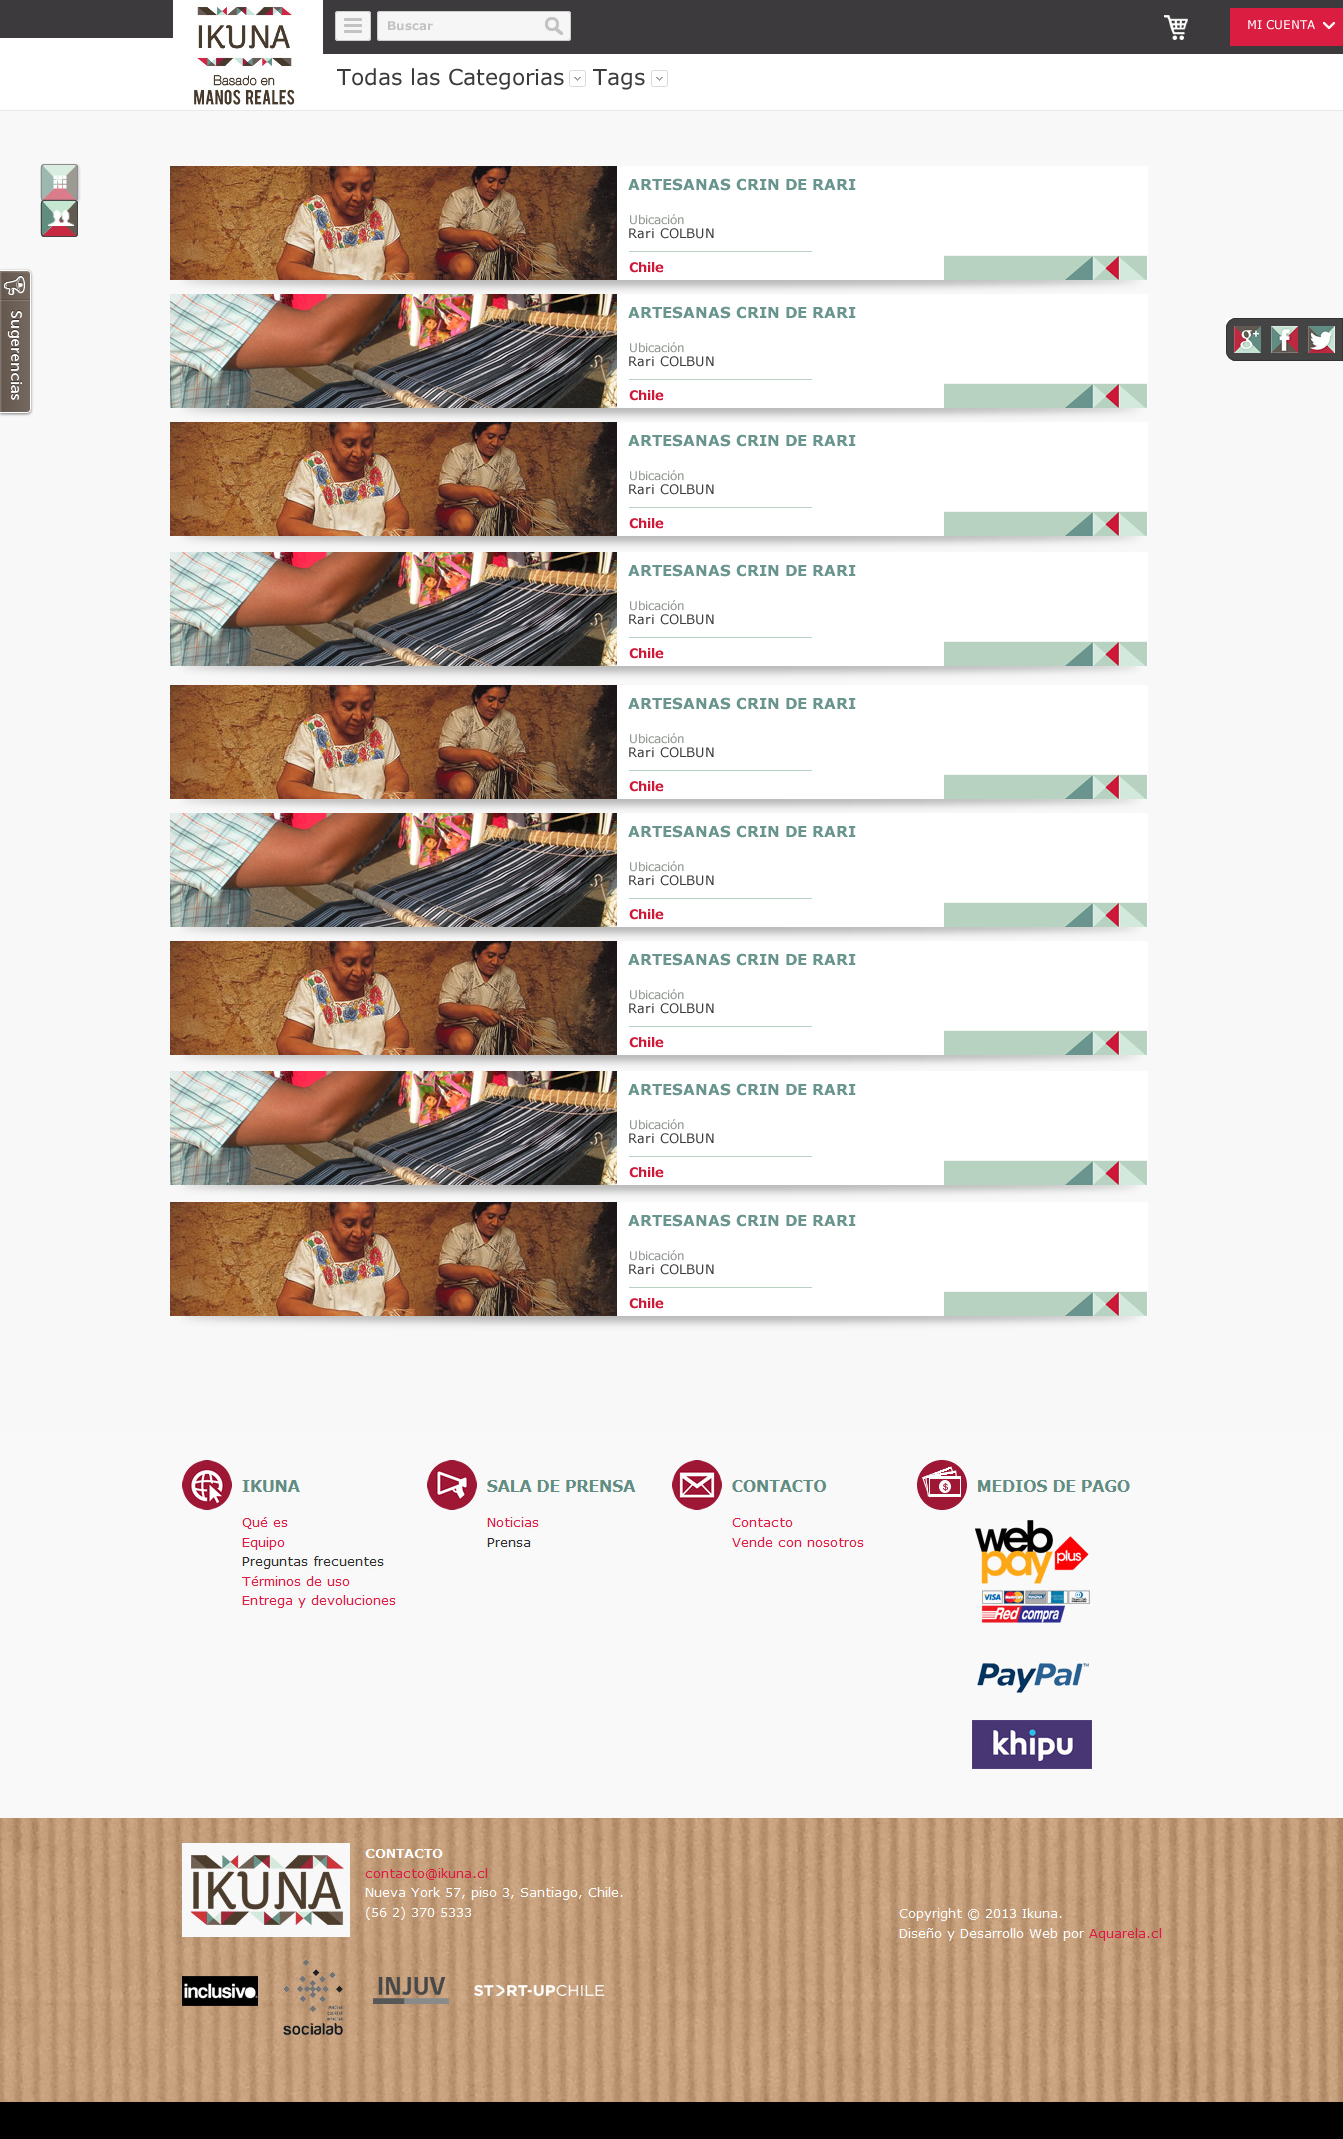 IKUNA
Basado en
MANOS REALES
Buscar
MI CUENTA
Todas las Categorias Tags
Sugerencias
ARTESANAS CRIN DE RARI
Ubicación
Rari COLBUN
Chile
ARTESANAS CRIN DE RARI
Ubicación
Rari COLBUN
Chile
ARTESANAS CRIN DE RARI
Ubicación
Rari COLBUN
Chile
ARTESANAS CRIN DE RARI
Ubicación
Rari COLBUN
Chile
ARTESANAS CRIN DE RARI
Ubicación
Rari COLBUN
Chile
ARTESANAS CRIN DE RARI
Ubicación
Rari COLBUN
Chile
ARTESANAS CRIN DE RARI
Ubicación
Rari COLBUN
Chile
ARTESANAS CRIN DE RARI
Ubicación
Rari COLBUN
Chile
ARTESANAS CRIN DE RARI
Ubicación
Rari COLBUN
Chile
IKUNA
Qué es
Equipo
Preguntas frecuentes
Términos de uso
Entrega y devoluciones
SALA DE PRENSA
Noticias
Prensa
CONTACTO
Contacto
Vende con nosotros
MEDIOS DE PAGO
web
pay plus
VISA
Red compra
PayPal
khipu
IKUNA
CONTACTO
contacto@ikuna.cl
Nueva York 57, piso 3, Santiago, Chile.
(56 2) 370 5333
Copyright © 2013 Ikuna.
Diseño y Desarrollo Web por Aquarela.cl
inclusivo
socialab
INJUV
START-UPCHILE